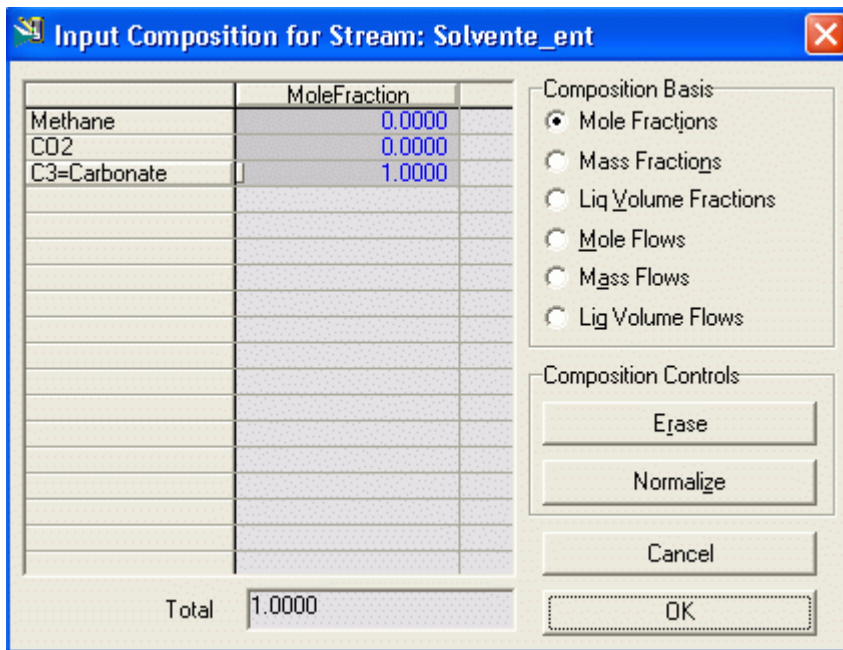 Input Composition for Stream: Solvente_ent
MoleFraction
Methane 0.0000
CO2 0.0000
C3=Carbonate 1.0000
Total 1.0000
Composition Basis
Mole Fractions
Mass Fractions
Liq Volume Fractions
Mole Flows
Mass Flows
Liq Volume Flows
Composition Controls
Erase
Normalize
Cancel
OK